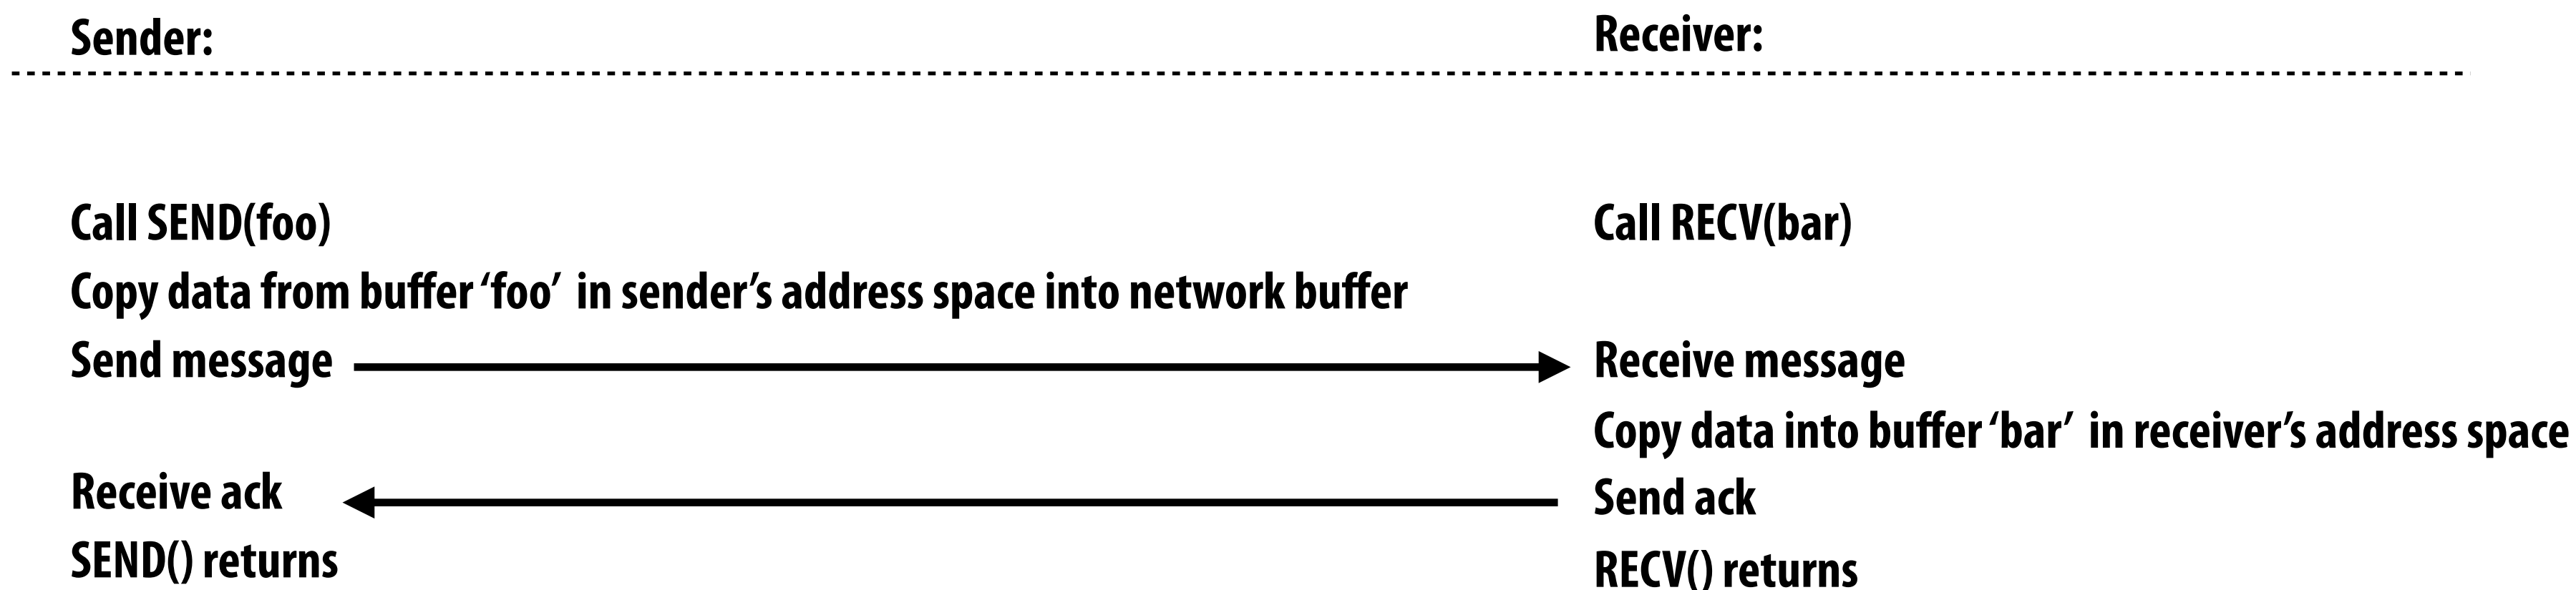 Sender:
Receiver:
Call SEND(foo)
Call RECV(bar)
Copy data from buffer ‘foo’ in sender’s address space into network buffer
Send message
Receive message
Copy data into buffer ‘bar’ in receiver’s address space
Receive ack
Send ack
SEND() returns
RECV() returns